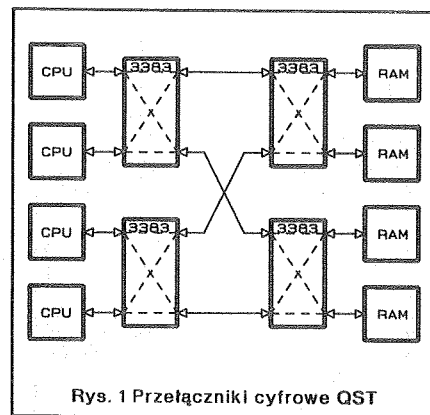 CPU 3383 3383 RAM
CPU RAM
CPU 3383 3383 RAM
CPU RAM
Rys. 1 Przełączniki cyfrowe QST